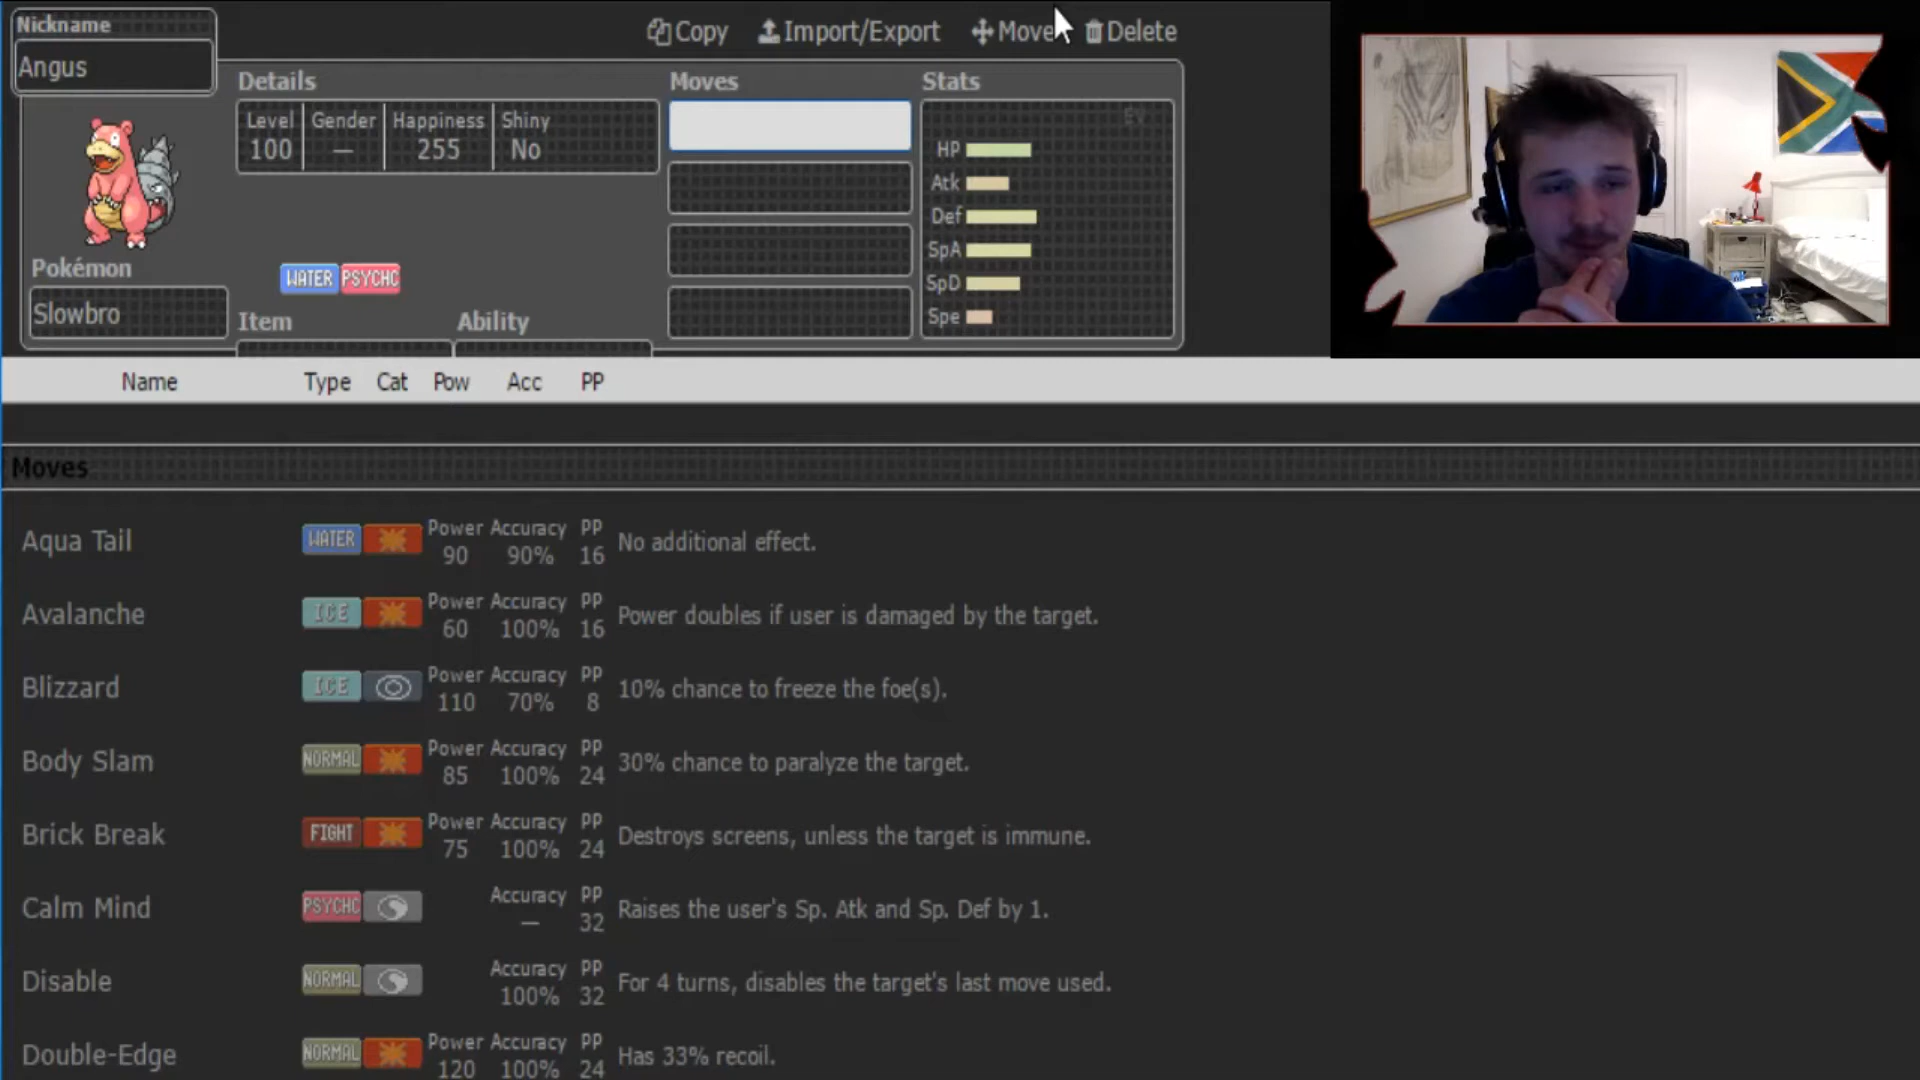 Nickname
Angus
Copy Import/Export Move Delete
Details
Level Gender Happiness Shiny
100 — 255 No
Moves
Stats
EV
HP
Atk
Def
SpA
SpD
Spe
WATER PSYCHC
Pokémon
Slowbro
Item
Ability
Name Type Cat Pow Acc PP
Moves
Aqua Tail WATER Power 90 Accuracy 90% PP 16 No additional effect.
Avalanche ICE Power 60 Accuracy 100% PP 16 Power doubles if user is damaged by the target.
Blizzard ICE Power 110 Accuracy 70% PP 8 10% chance to freeze the foe(s).
Body Slam NORMAL Power 85 Accuracy 100% PP 24 30% chance to paralyze the target.
Brick Break FIGHT Power 75 Accuracy 100% PP 24 Destroys screens, unless the target is immune.
Calm Mind PSYCHC Accuracy — PP 32 Raises the user's Sp. Atk and Sp. Def by 1.
Disable NORMAL Accuracy 100% PP 32 For 4 turns, disables the target's last move used.
Double-Edge NORMAL Power 120 Accuracy 100% PP 24 Has 33% recoil.